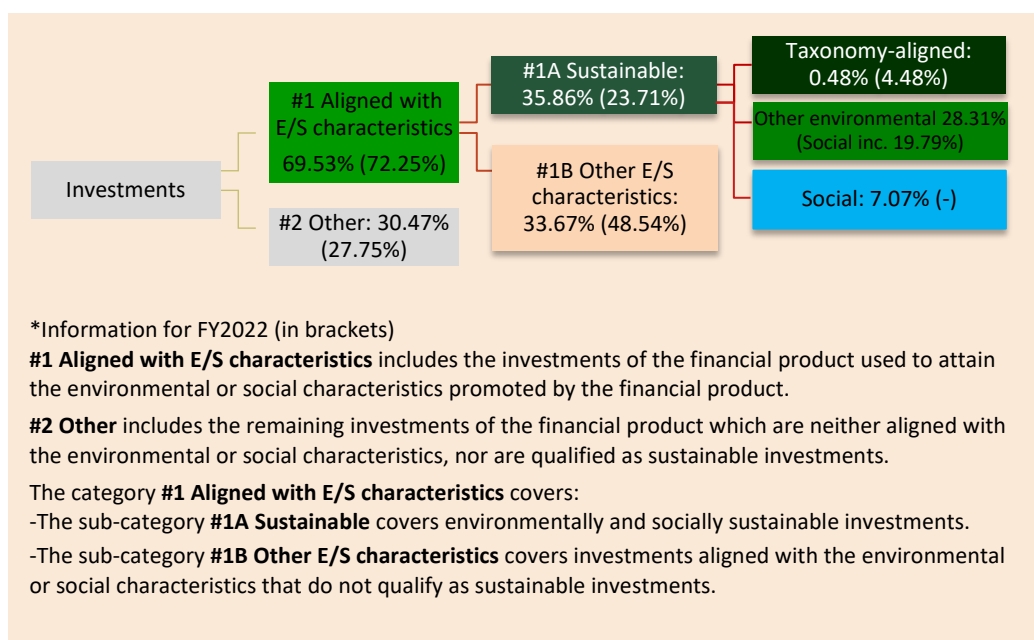 Investments
#1 Aligned with
E/S characteristics
69.53% (72.25%)
#2 Other: 30.47%
(27.75%)
#1A Sustainable:
35.86% (23.71%)
#1B Other E/S
characteristics:
33.67% (48.54%)
Taxonomy-aligned:
0.48% (4.48%)
Other environmental 28.31%
(Social inc. 19.79%)
Social: 7.07% (-)
*Information for FY2022 (in brackets)
#1 Aligned with E/S characteristics includes the investments of the financial product used to attain
the environmental or social characteristics promoted by the financial product.
#2 Other includes the remaining investments of the financial product which are neither aligned with
the environmental or social characteristics, nor are qualified as sustainable investments.
The category #1 Aligned with E/S characteristics covers:
-The sub-category #1A Sustainable covers environmentally and socially sustainable investments.
-The sub-category #1B Other E/S characteristics covers investments aligned with the environmental
or social characteristics that do not qualify as sustainable investments.